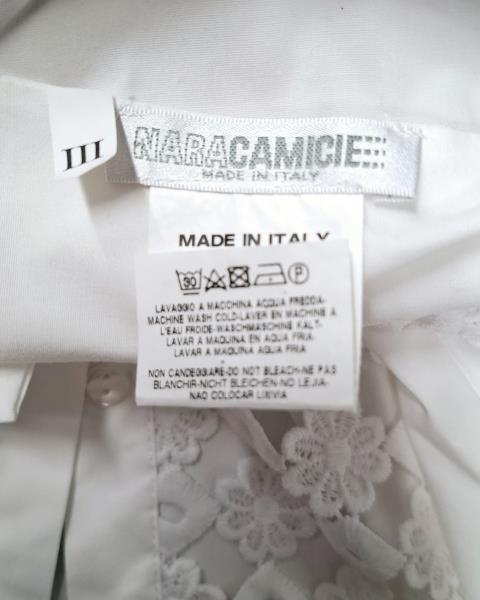 III
NARACAMICIE
MADE IN ITALY
MADE IN ITALY
30 P
LAVAGGIO A MACCHINA ACQUA FREDDA-
MACHINE WASH COLD-LAVER EN MACHINE A
L'EAU FROIDE-WASCHMASCHINE KALT-
LAVAR A MAQUINA EN AQUA FRIA-
LAVAR A MAQUINA AGUA FRIA
NON CANDEGGIARE-DO NOT BLEACH-NE PAS
BLANCHIR-NICHT BLEICHEN-NO LEJIA-
NAO COLOCAR LIXIVIA